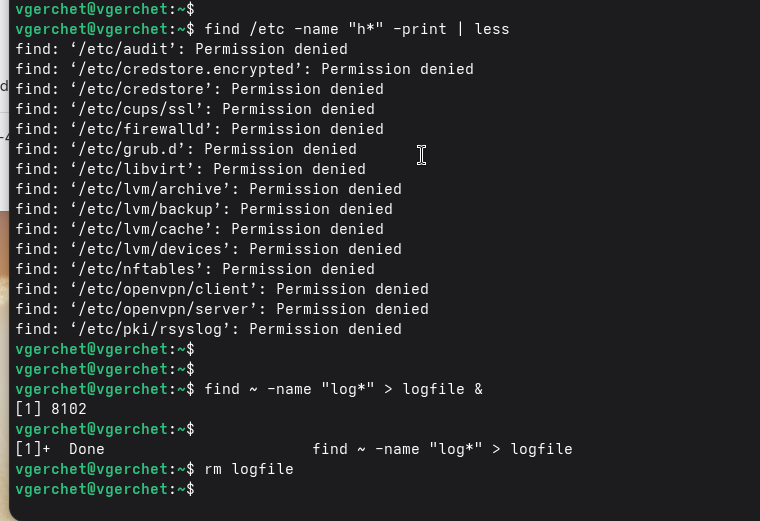 vgerchet@vgerchet:~$
vgerchet@vgerchet:~$ find /etc -name "h*" -print | less
find: ‘/etc/audit’: Permission denied
find: ‘/etc/credstore.encrypted’: Permission denied
find: ‘/etc/credstore’: Permission denied
find: ‘/etc/cups/ssl’: Permission denied
find: ‘/etc/firewalld’: Permission denied
find: ‘/etc/grub.d’: Permission denied
find: ‘/etc/libvirt’: Permission denied
find: ‘/etc/lvm/archive’: Permission denied
find: ‘/etc/lvm/backup’: Permission denied
find: ‘/etc/lvm/cache’: Permission denied
find: ‘/etc/lvm/devices’: Permission denied
find: ‘/etc/nftables’: Permission denied
find: ‘/etc/openvpn/client’: Permission denied
find: ‘/etc/openvpn/server’: Permission denied
find: ‘/etc/pki/rsyslog’: Permission denied
vgerchet@vgerchet:~$
vgerchet@vgerchet:~$
vgerchet@vgerchet:~$ find ~ -name "log*" > logfile &
[1] 8102
vgerchet@vgerchet:~$
[1]+  Done                       find ~ -name "log*" > logfile
vgerchet@vgerchet:~$ rm logfile
vgerchet@vgerchet:~$